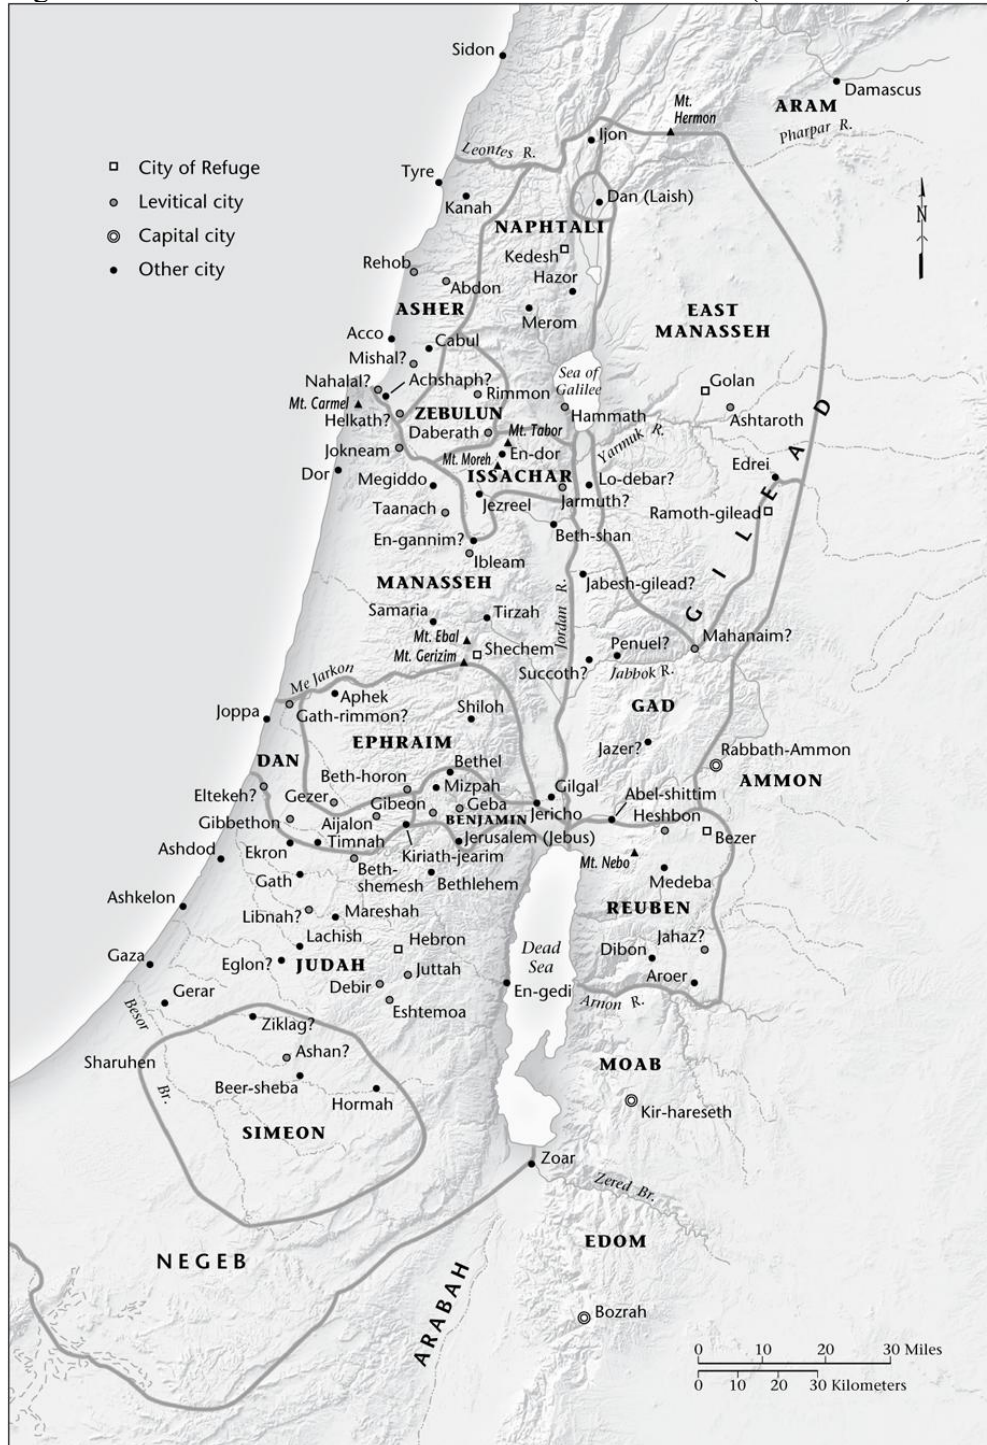 Sidon
Damascus
ARAM
Mt.
Hermon
Pharpar R.
Ijon
Leontes R.
City of Refuge
Levitical city
Capital city
Other city
Tyre
Kanah
Dan (Laish)
N
NAPHTALI
Kedesh
Rehob
Hazor
Abdon
ASHER
Merom
EAST
MANASSEH
Acco
Cabul
Mishal?
Sea of
Galilee
Nahalal?
Achshaph?
Golan
Rimmon
Mt. Carmel
Helkath?
ZEBULUN
Hammath
Ashtaroth
Daberath
Mt. Tabor
Yarmuk R.
Jokneam
Mt. Moreh
En-dor
Dor
Megiddo
ISSACHAR
Lo-debar?
Edrei
Jezreel
Jarmuth?
Taanach
Ramoth-gilead
Beth-shan
En-gannim?
Ibleam
GILEAD
MANASSEH
Jabesh-gilead?
Jordan R.
Samaria
Tirzah
Mt. Ebal
Shechem
Mt. Gerizim
Penuel?
Mahanaim?
Succoth?
Jabbok R.
Me Jarkon
Aphek
Gath-rimmon?
Joppa
Shiloh
GAD
EPHRAIM
Jazer?
Rabbath-Ammon
DAN
Bethel
AMMON
Beth-horon
Mizpah
Gilgal
Abel-shittim
Eltekeh?
Gezer
Gibeon
Geba
Jericho
Heshbon
Gibbethon
Aijalon
BENJAMIN
Bezer
Timnah
Jerusalem (Jebus)
Ashdod
Ekron
Kiriath-jearim
Mt. Nebo
Beth-
shemesh
Bethlehem
Gath
Medeba
Ashkelon
Libnah?
Mareshah
REUBEN
Lachish
Hebron
Dead
Sea
Dibon
Jahaz?
Gaza
Eglon?
JUDAH
Juttah
Aroer
Debir
En-gedi
Gerar
Eshtemoa
Arnon R.
Besor
Br.
Ziklag?
Sharuhen
Ashan?
MOAB
Beer-sheba
Hormah
Kir-hareseth
SIMEON
Zoar
Zered Br.
EDOM
NEGEB
ARABAH
Bozrah
0 10 20 30 Miles
0 10 20 30 Kilometers